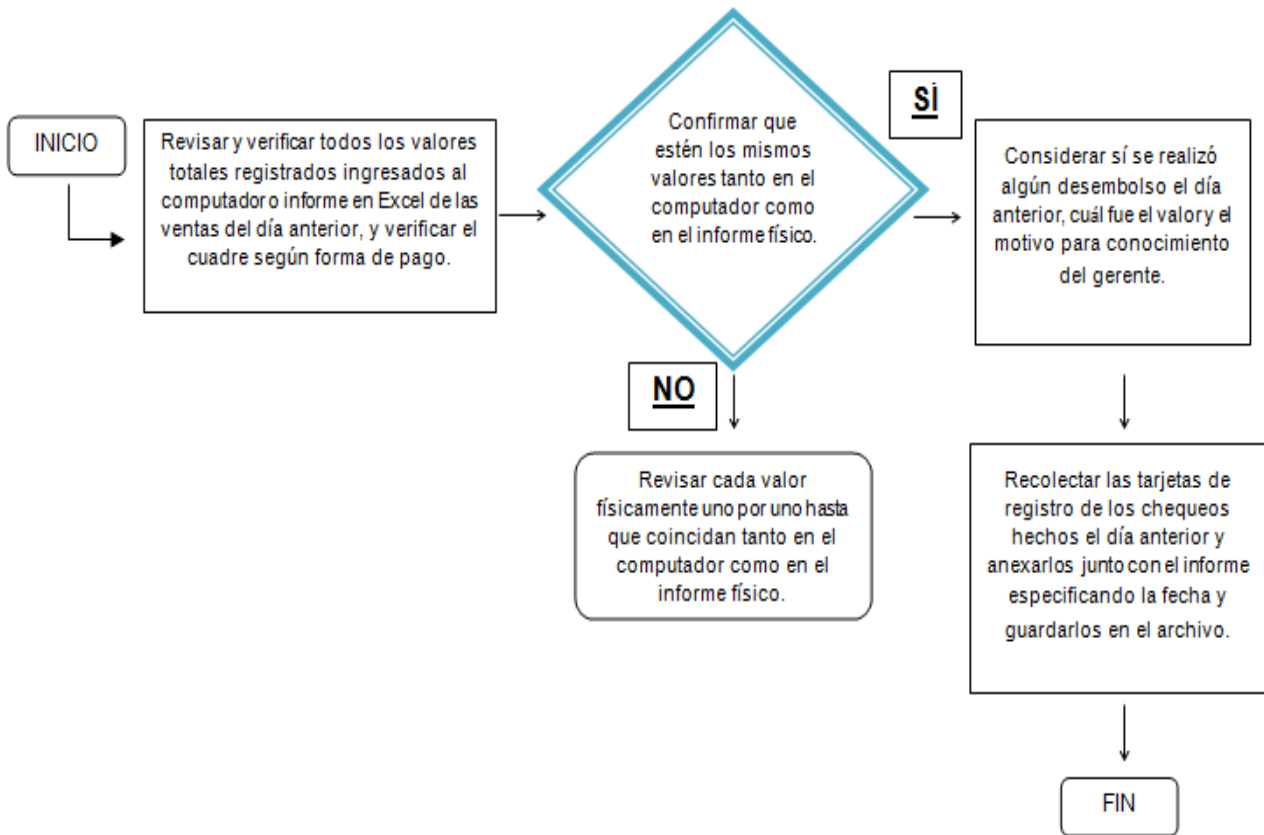 INICIO
Revisar y verificar todos los valores
totales registrados ingresados al
computador o informe en Excel de las
ventas del día anterior, y verificar el
cuadre según forma de pago.
Confirmar que
estén los mismos
valores tanto en el
computador como
en el informe físico.
SÍ
Considerar sí se realizó
algún desembolso el día
anterior, cuál fue el valor y el
motivo para conocimiento
del gerente.
NO
Revisar cada valor
físicamente uno por uno hasta
que coincidan tanto en el
computador como en el
informe físico.
Recolectar las tarjetas de
registro de los chequeos
hechos el día anterior y
anexarlos junto con el informe
especificando la fecha y
guardarlos en el archivo.
FIN